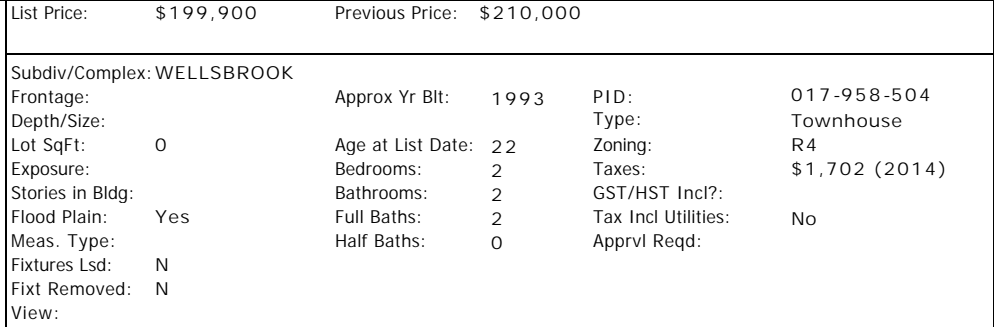 List Price: $199,900 Previous Price: $210,000
Subdiv/Complex: WELLSBROOK
Frontage: Approx Yr Blt: 1993 PID: 017-958-504
Depth/Size: Type: Townhouse
Lot SqFt: 0 Age at List Date: 22 Zoning: R4
Exposure: Bedrooms: 2 Taxes: $1,702 (2014)
Stories in Bldg: Bathrooms: 2 GST/HST Incl?:
Flood Plain: Yes Full Baths: 2 Tax Incl Utilities: No
Meas. Type: Half Baths: 0 Apprvl Reqd:
Fixtures Lsd: N
Fixt Removed: N
View: